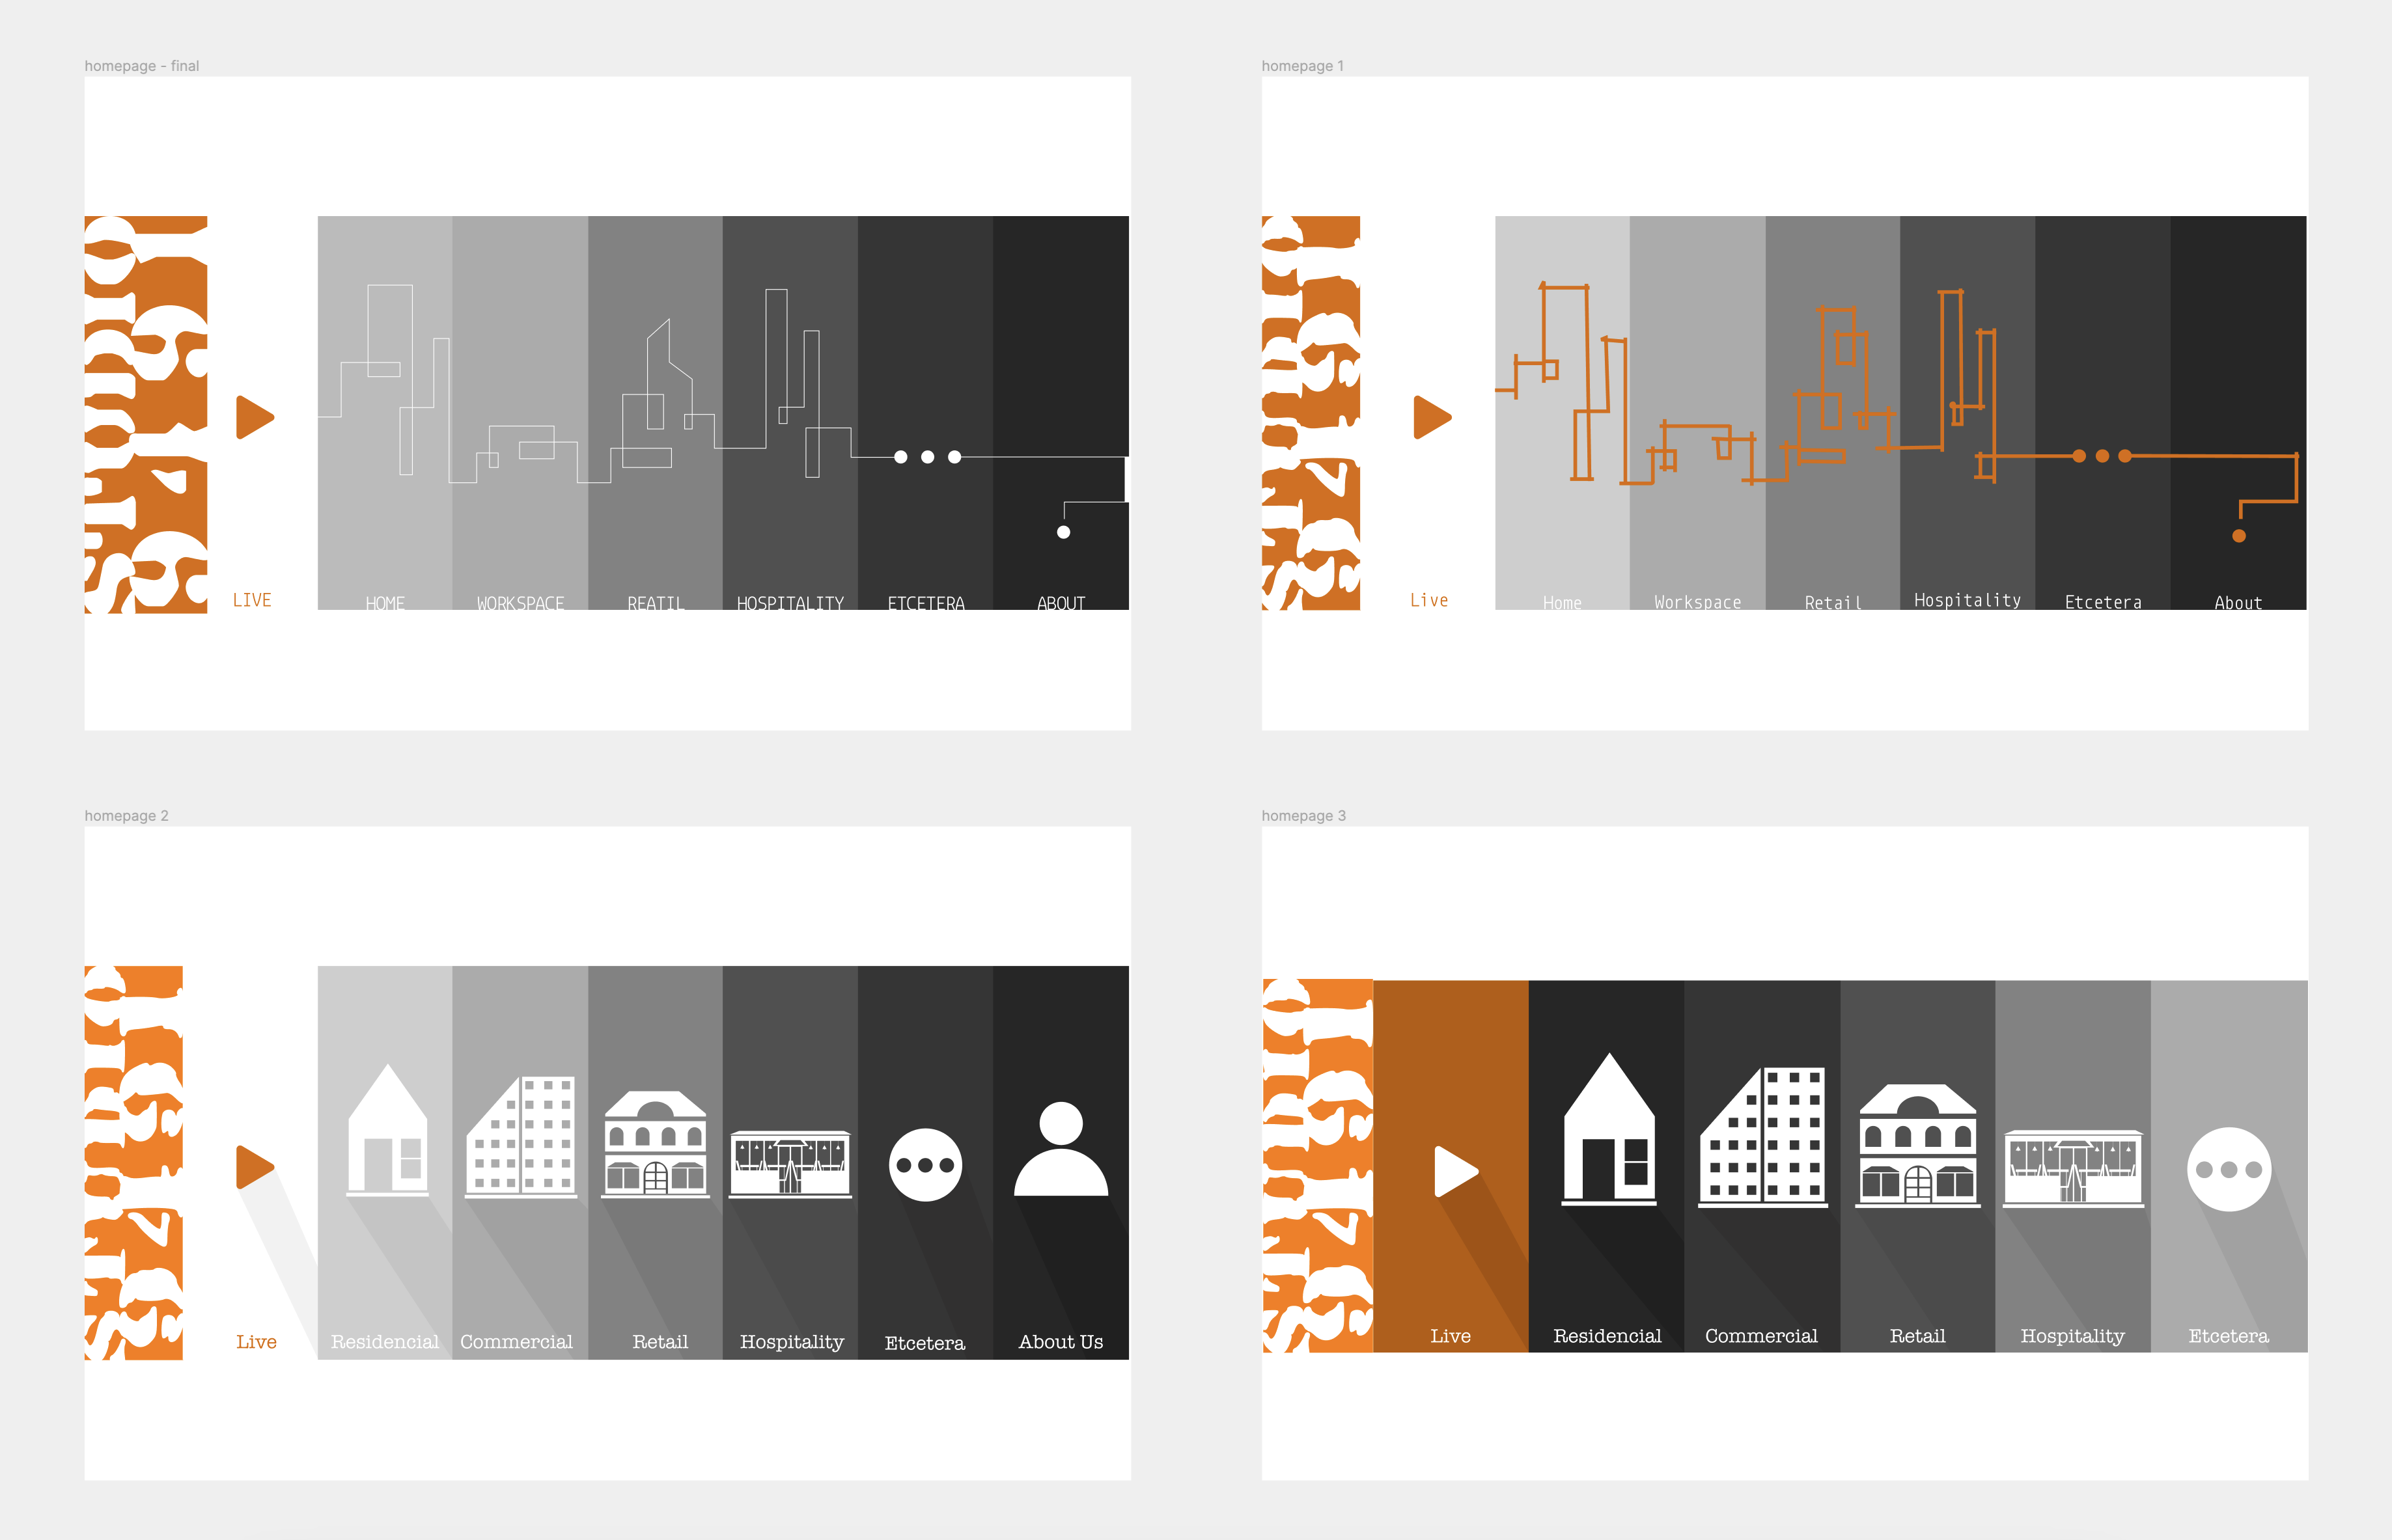 homepage - final
LIVE
HOME
WORKSPACE
REATIL
HOSPITALITY
ETCETERA
ABOUT
homepage 1
Live
Home
Workspace
Retail
Hospitality
Etcetera
About
homepage 2
Live
Residencial
Commercial
Retail
Hospitality
Etcetera
About Us
homepage 3
Live
Residencial
Commercial
Retail
Hospitality
Etcetera